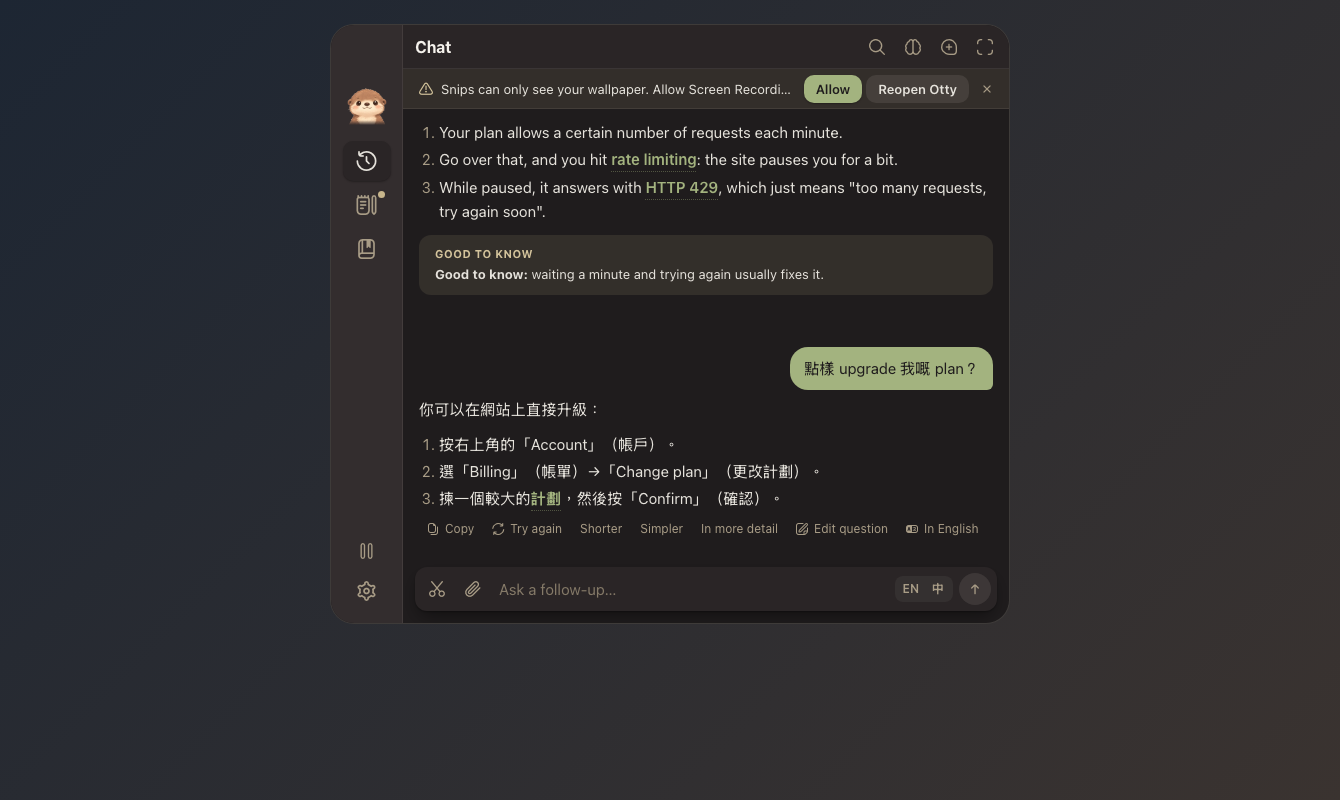 Chat
Snips can only see your wallpaper. Allow Screen Recordi...
Allow
Reopen Otty
1. Your plan allows a certain number of requests each minute.
2. Go over that, and you hit rate limiting: the site pauses you for a bit.
3. While paused, it answers with HTTP 429, which just means "too many requests,
try again soon".
GOOD TO KNOW
Good to know: waiting a minute and trying again usually fixes it.
點樣 upgrade 我嘅 plan？
你可以在網站上直接升級：
1. 按右上角的「Account」（帳戶）。
2. 選「Billing」（帳單）→「Change plan」（更改計劃）。
3. 揀一個較大的計劃，然後按「Confirm」（確認）。
Copy
Try again
Shorter
Simpler
In more detail
Edit question
In English
Ask a follow-up...
EN
中